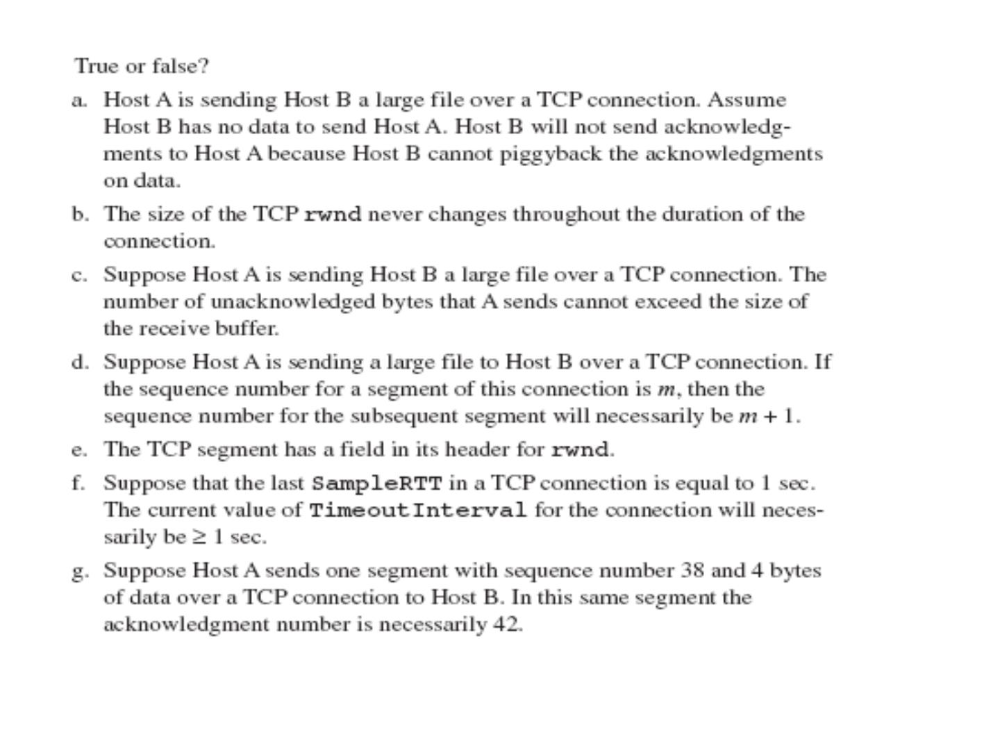 True or false?
a. Host A is sending Host B a large file over a TCP connection. Assume
Host B has no data to send Host A. Host B will not send acknowledg-
ments to Host A because Host B cannot piggyback the acknowledgments
on data.
b. The size of the TCP rwnd never changes throughout the duration of the
connection.
c. Suppose Host A is sending Host B a large file over a TCP connection. The
number of unacknowledged bytes that A sends cannot exceed the size of
the receive buffer.
d. Suppose Host A is sending a large file to Host B over a TCP connection. If
the sequence number for a segment of this connection is m, then the
sequence number for the subsequent segment will necessarily be m + 1.
e. The TCP segment has a field in its header for rwnd.
f. Suppose that the last SampleRTT in a TCP connection is equal to 1 sec.
The current value of TimeoutInterval for the connection will neces-
sarily be ≥ 1 sec.
g. Suppose Host A sends one segment with sequence number 38 and 4 bytes
of data over a TCP connection to Host B. In this same segment the
acknowledgment number is necessarily 42.